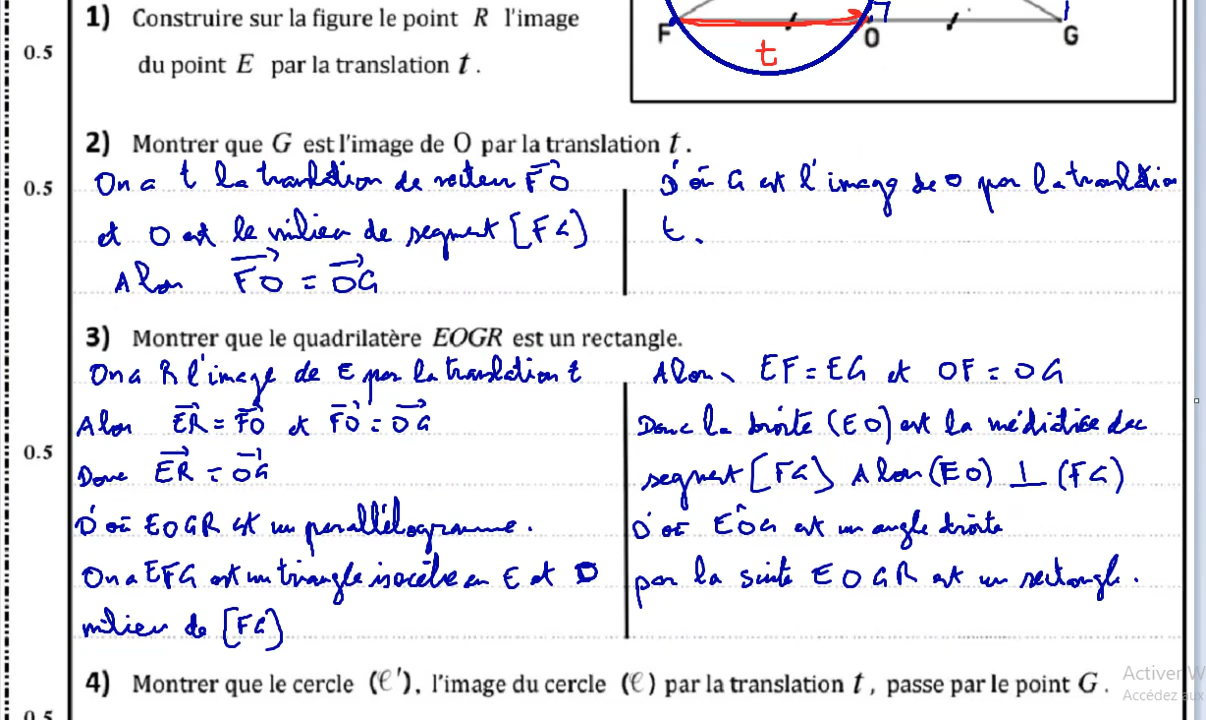 1) Construire sur la figure le point R l'image
0.5
du point E par la translation t .
F
t
O
G
2) Montrer que G est l'image de O par la translation t .
0.5
On a t la translation de vecteur FO
et O est le milieu de segment [FG]
Alors FO = OG
D'où G est l'image de O par la translation
t.
3) Montrer que le quadrilatère EOGR est un rectangle.
0.5
On a R l'image de E par la translation t
Alors ER = FO et FO = OG
Donc ER = OG
D'où EOGR est un parallélogramme.
On a EFG est un triangle isocèle en E et O
milieu de [FG]
Alors EF = EG et OF = OG
Donc la droite (EO) est la médiatrice de
segment [FG] Alors (EO) ⊥ (FG)
D'où EÔG est un angle droite
par la suite EOGR est un rectangle.
4) Montrer que le cercle (C'), l'image du cercle (C) par la translation t , passe par le point G .
0.5
Activer W
Accédez aux